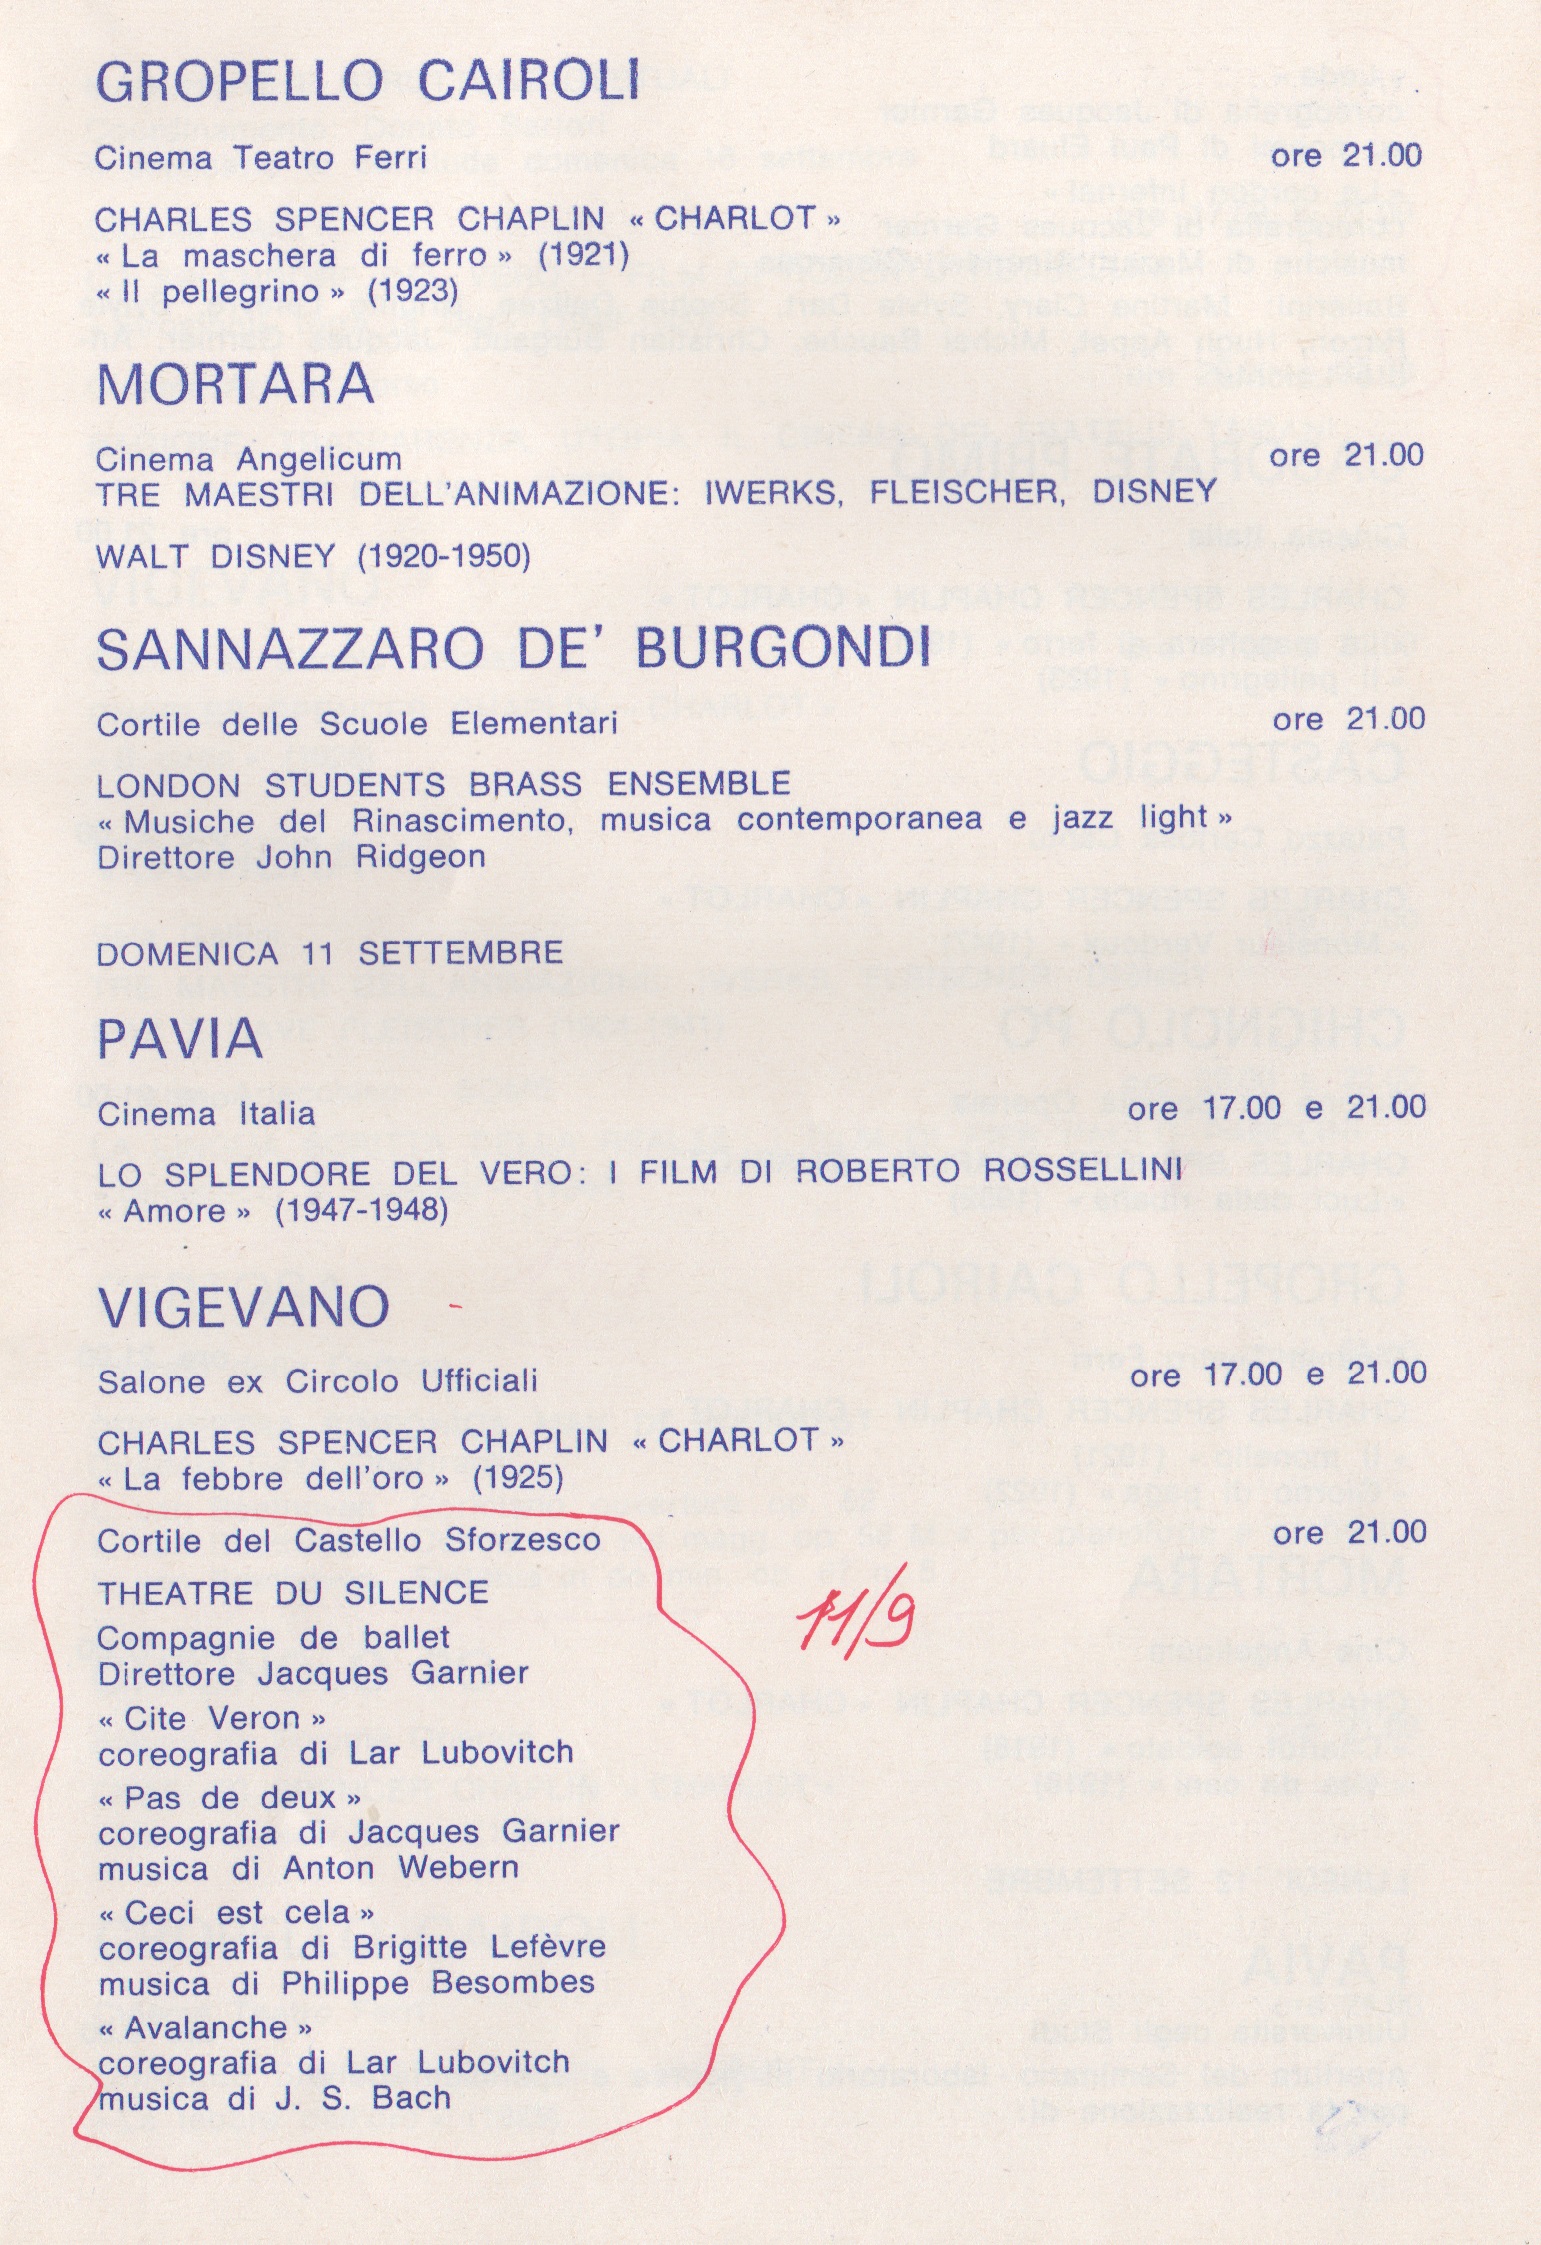 GROPELLO CAIROLI
Cinema Teatro Ferri ore 21.00
CHARLES SPENCER CHAPLIN « CHARLOT »
« La maschera di ferro » (1921)
« Il pellegrino » (1923)
MORTARA
Cinema Angelicum ore 21.00
TRE MAESTRI DELL'ANIMAZIONE: IWERKS, FLEISCHER, DISNEY
WALT DISNEY (1920-1950)
SANNAZZARO DE' BURGONDI
Cortile delle Scuole Elementari ore 21.00
LONDON STUDENTS BRASS ENSEMBLE
« Musiche del Rinascimento, musica contemporanea e jazz light »
Direttore John Ridgeon
DOMENICA 11 SETTEMBRE
PAVIA
Cinema Italia ore 17.00 e 21.00
LO SPLENDORE DEL VERO: I FILM DI ROBERTO ROSSELLINI
« Amore » (1947-1948)
VIGEVANO
Salone ex Circolo Ufficiali ore 17.00 e 21.00
CHARLES SPENCER CHAPLIN « CHARLOT »
« La febbre dell'oro » (1925)
Cortile del Castello Sforzesco ore 21.00
THEATRE DU SILENCE
Compagnie de ballet
11/9
Direttore Jacques Garnier
« Cite Veron »
coreografia di Lar Lubovitch
« Pas de deux »
coreografia di Jacques Garnier
musica di Anton Webern
« Ceci est cela »
coreografia di Brigitte Lefèvre
musica di Philippe Besombes
« Avalanche »
coreografia di Lar Lubovitch
musica di J. S. Bach